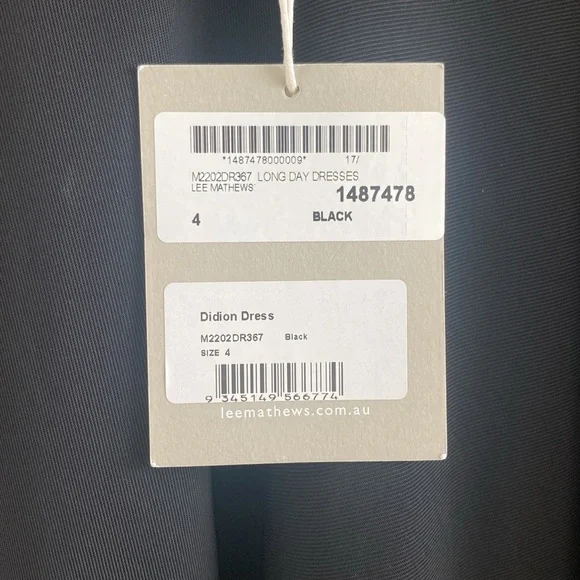 *1487478000009* 17/
M2202DR367 LONG DAY DRESSES
LEE MATHEWS
1487478
4 BLACK
Didion Dress
M2202DR367 Black
SIZE 4
9 345149 566774
leemathews.com.au